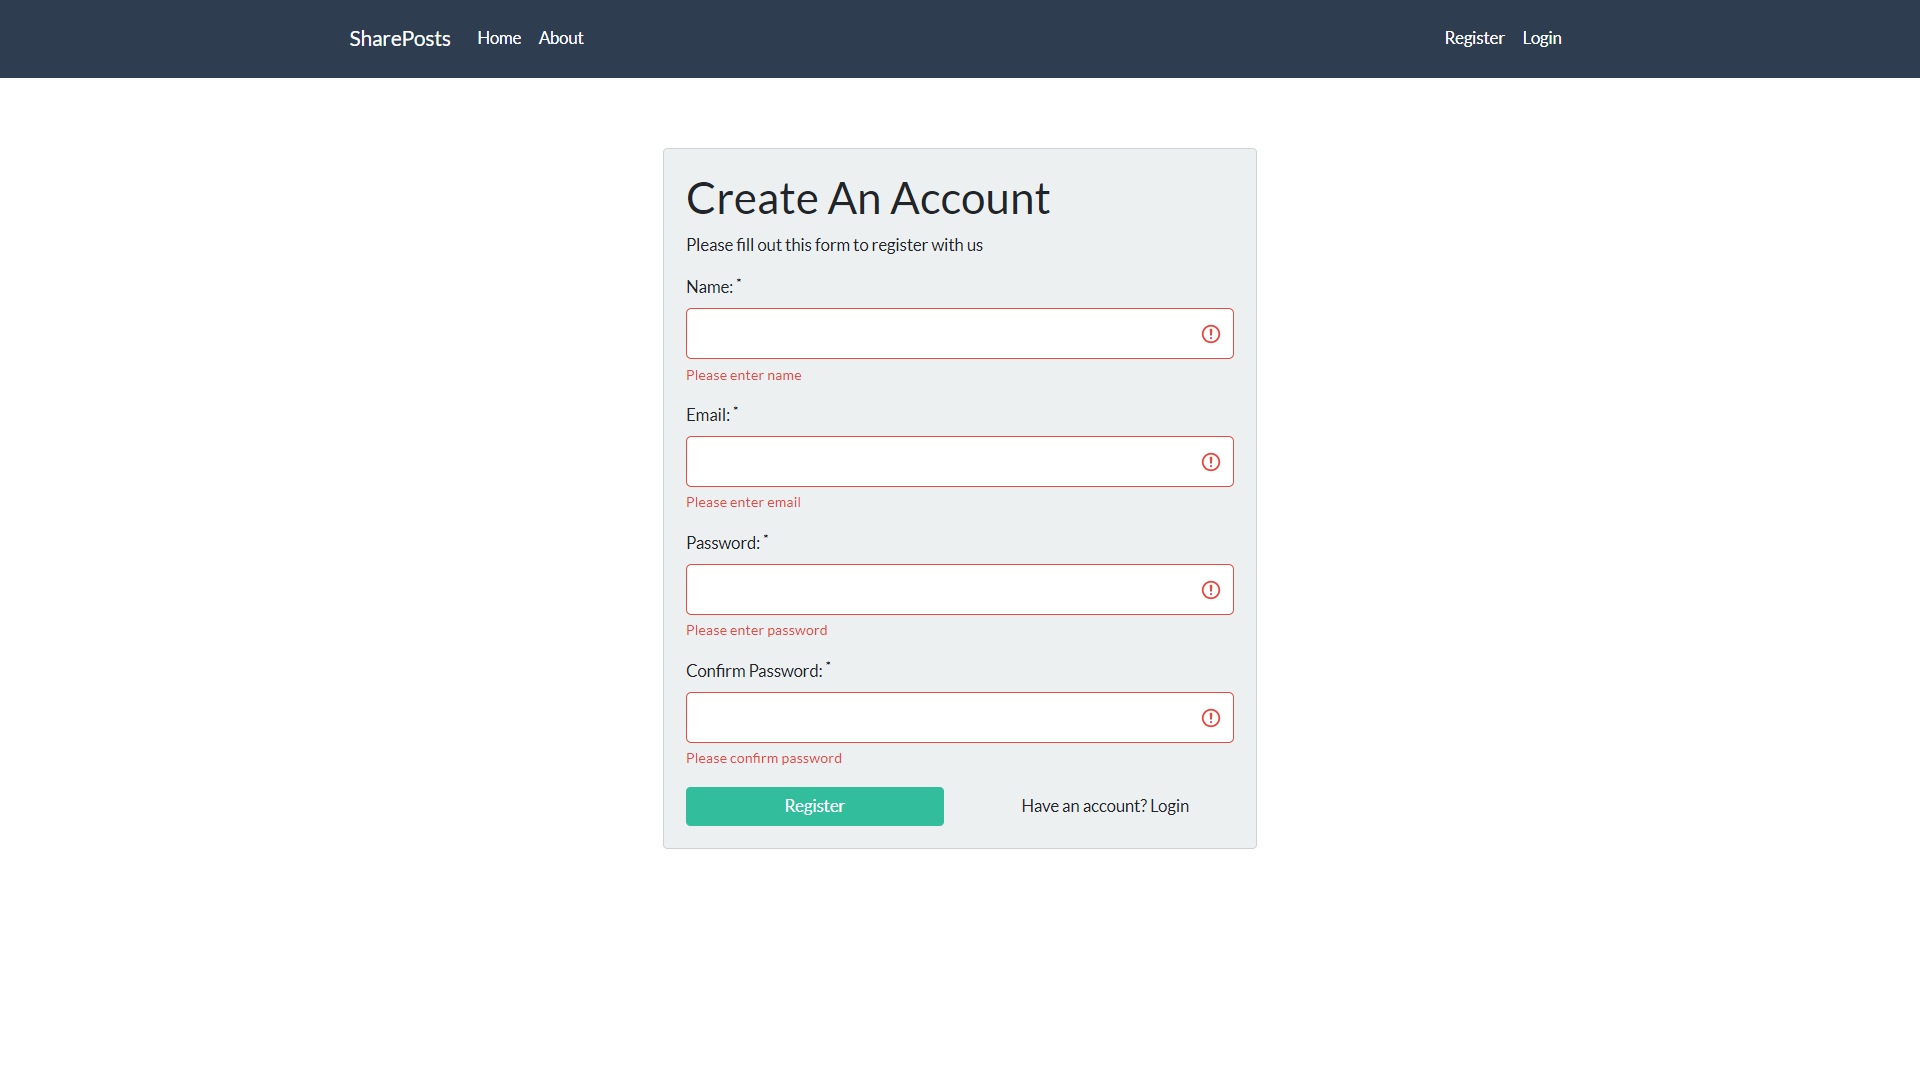 SharePosts Home About Register Login
Create An Account
Please fill out this form to register with us
Name: *
Please enter name
Email: *
Please enter email
Password: *
Please enter password
Confirm Password: *
Please confirm password
Register Have an account? Login